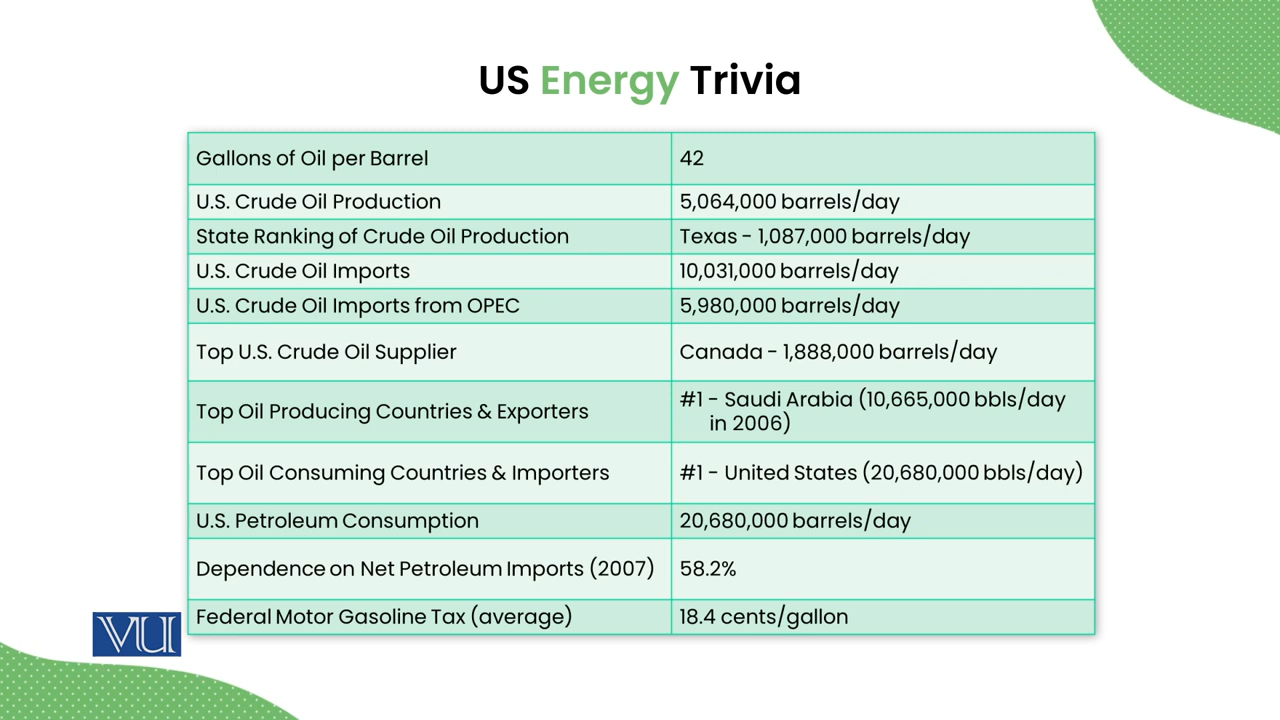 US Energy Trivia
Gallons of Oil per Barrel 42
U.S. Crude Oil Production 5,064,000 barrels/day
State Ranking of Crude Oil Production Texas - 1,087,000 barrels/day
U.S. Crude Oil Imports 10,031,000 barrels/day
U.S. Crude Oil Imports from OPEC 5,980,000 barrels/day
Top U.S. Crude Oil Supplier Canada - 1,888,000 barrels/day
Top Oil Producing Countries & Exporters #1 - Saudi Arabia (10,665,000 bbls/day
in 2006)
Top Oil Consuming Countries & Importers #1 - United States (20,680,000 bbls/day)
U.S. Petroleum Consumption 20,680,000 barrels/day
Dependence on Net Petroleum Imports (2007) 58.2%
Federal Motor Gasoline Tax (average) 18.4 cents/gallon
VU